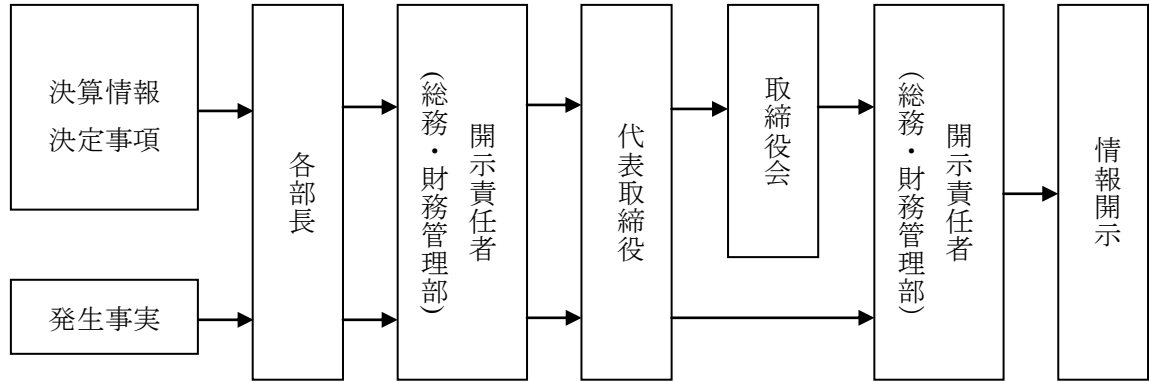 決算情報
決定事項
発生事実
各部長
開示責任者
(総務・財務管理部)
代表取締役
取締役会
開示責任者
(総務・財務管理部)
情報開示